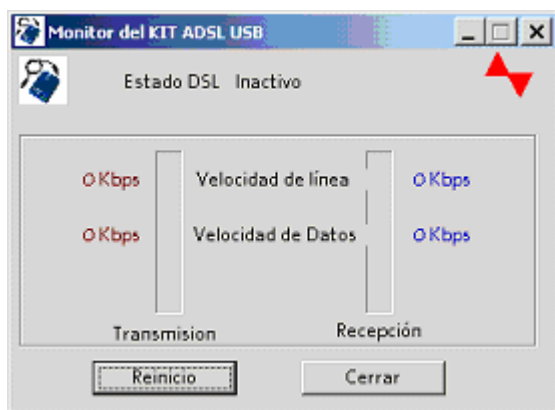 Monitor del KIT ADSL USB
Estado DSL Inactivo
0 Kbps Velocidad de línea 0 Kbps
0 Kbps Velocidad de Datos 0 Kbps
Transmision Recepción
Reinicio Cerrar